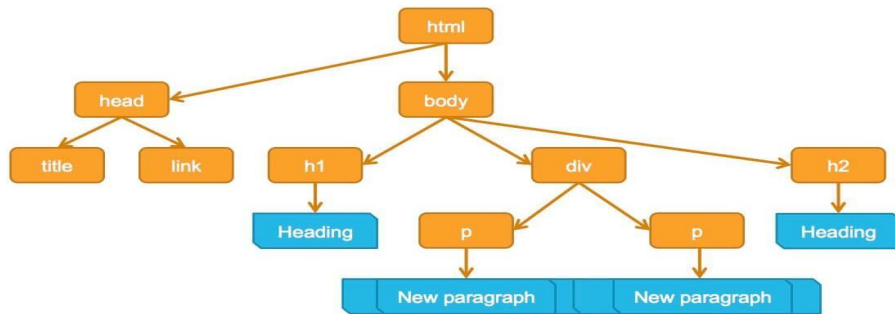 html
head
body
title
link
h1
div
h2
Heading
p
p
Heading
New paragraph
New paragraph